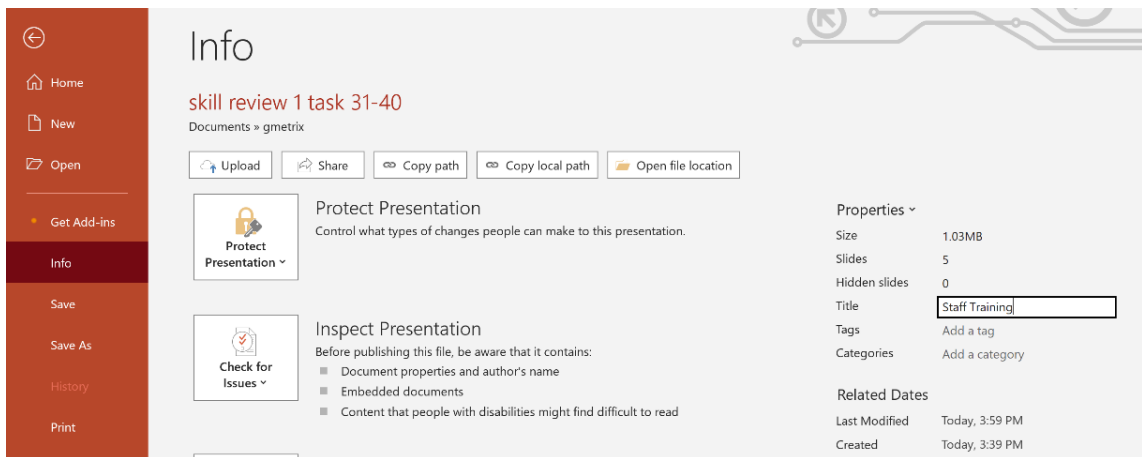 Info
Home
New
Open
Get Add-ins
Info
Save
Save As
History
Print
skill review 1 task 31-40
Documents » gmetrix
Upload
Share
Copy path
Copy local path
Open file location
Protect
Presentation
Protect Presentation
Control what types of changes people can make to this presentation.
Check for
Issues
Inspect Presentation
Before publishing this file, be aware that it contains:
Document properties and author's name
Embedded documents
Content that people with disabilities might find difficult to read
Properties
Size 1.03MB
Slides 5
Hidden slides 0
Title Staff Training
Tags Add a tag
Categories Add a category
Related Dates
Last Modified Today, 3:59 PM
Created Today, 3:39 PM